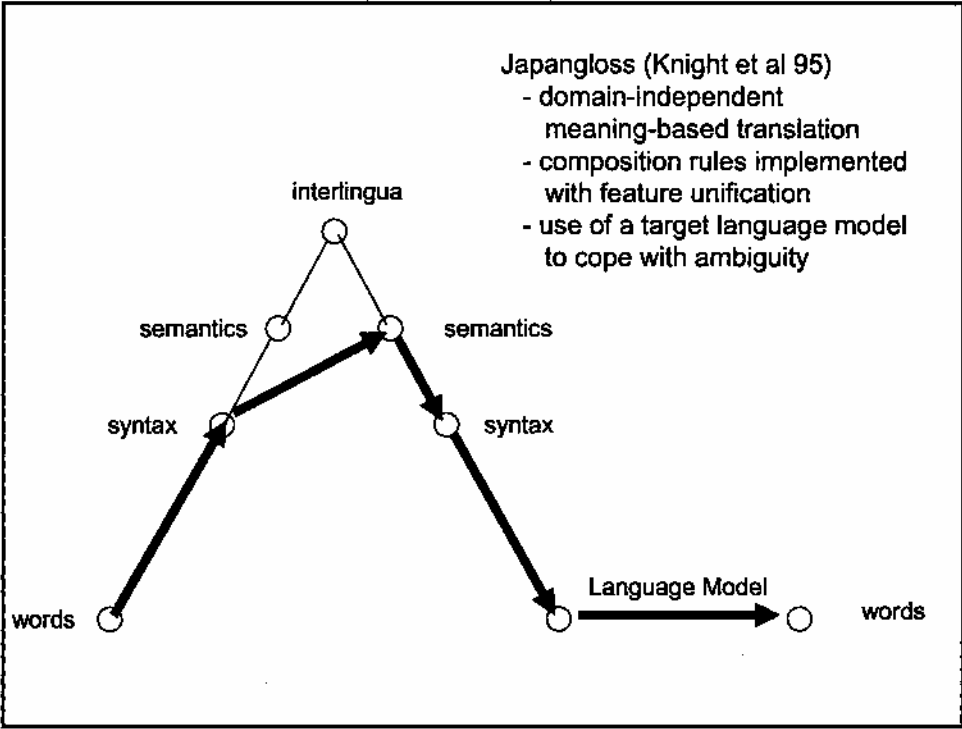 Japangloss (Knight et al 95)
- domain-independent
meaning-based translation
- composition rules implemented
with feature unification
- use of a target language model
to cope with ambiguity
interlingua
semantics
semantics
syntax
syntax
Language Model
words
words